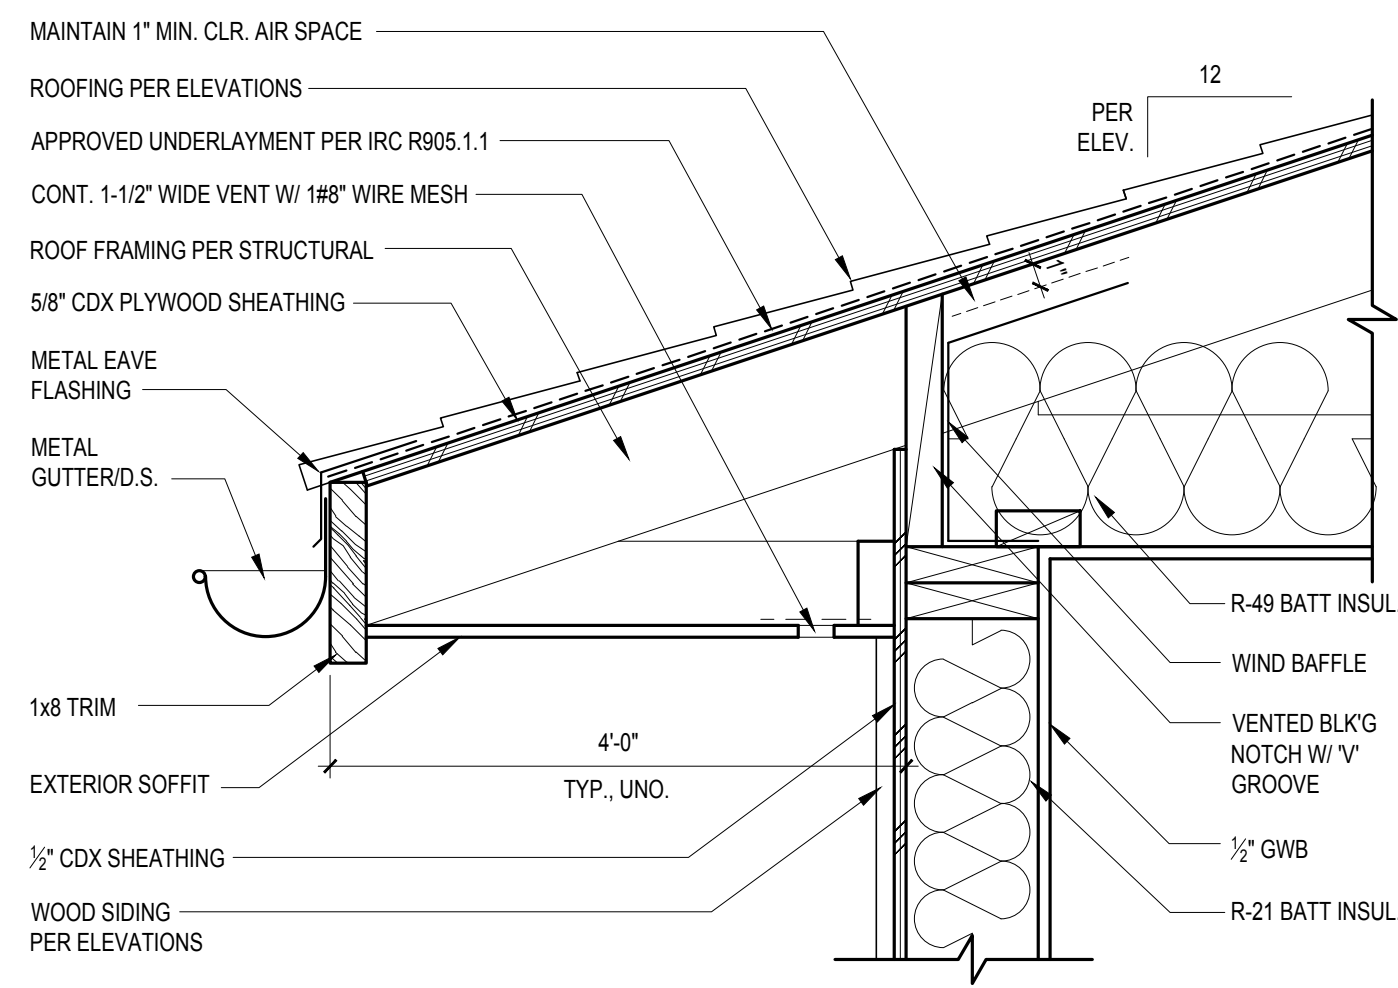 MAINTAIN 1" MIN. CLR. AIR SPACE
ROOFING PER ELEVATIONS
APPROVED UNDERLAYMENT PER IRC R905.1.1
CONT. 1-1/2" WIDE VENT W/ 1#8" WIRE MESH
ROOF FRAMING PER STRUCTURAL
5/8" CDX PLYWOOD SHEATHING
METAL EAVE
FLASHING
METAL
GUTTER/D.S.
1x8 TRIM
EXTERIOR SOFFIT
½" CDX SHEATHING
WOOD SIDING
PER ELEVATIONS
4'-0"
TYP., UNO.
12
PER
ELEV.
1"
R-49 BATT INSUL.
WIND BAFFLE
VENTED BLK'G
NOTCH W/ 'V'
GROOVE
½" GWB
R-21 BATT INSUL.